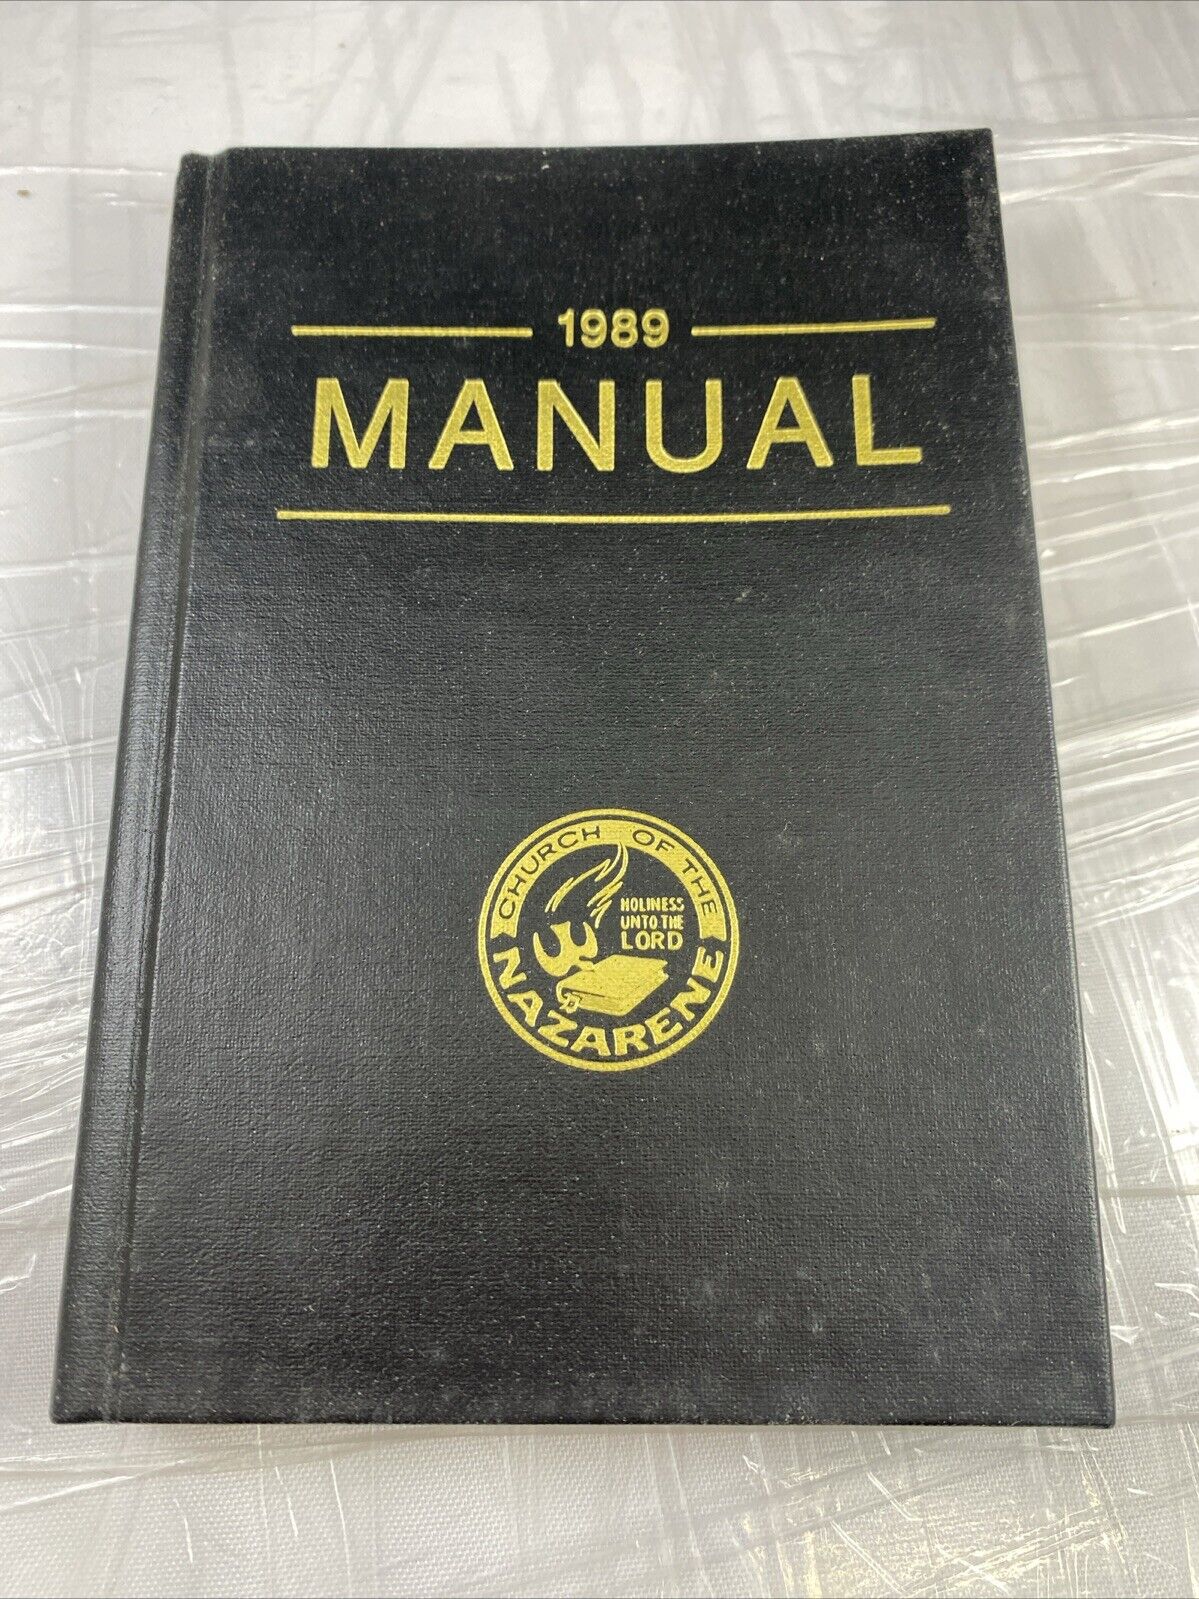 1989
MANUAL
CHURCH OF THE
HOLINESS
UNTO THE
LORD
NAZARENE